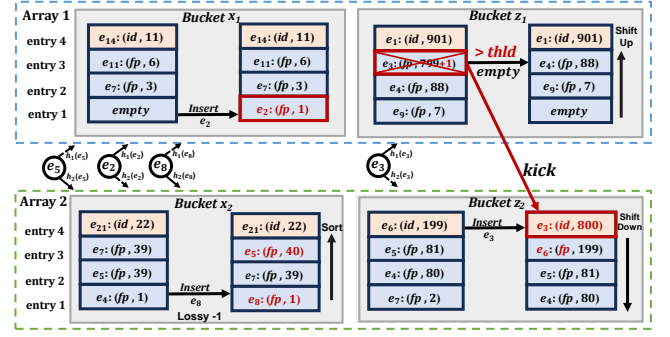 Array 1
Bucket x₁
Bucket z₁
entry 4
entry 3
entry 2
entry 1
e₁₄: (id, 11)
e₁₁: (fp, 6)
e₇: (fp, 3)
empty
Insert
e₂
e₁₄: (id, 11)
e₁₁: (fp, 6)
e₇: (fp, 3)
e₂: (fp, 1)
e₁: (id, 901)
e₃: (fp, 799+1)
e₄: (fp, 88)
e₉: (fp, 7)
> thld
empty
e₁: (id, 901)
e₄: (fp, 88)
e₉: (fp, 7)
empty
Shift
Up
e₅
h₁(e₅)
h₂(e₅)
e₂
h₁(e₂)
h₂(e₂)
e₈
h₁(e₈)
h₂(e₈)
e₃
h₁(e₃)
h₂(e₃)
kick
Array 2
Bucket x₂
Bucket z₂
entry 4
entry 3
entry 2
entry 1
e₂₁: (id, 22)
e₇: (fp, 39)
e₅: (fp, 39)
e₄: (fp, 1)
Insert
e₈
Lossy -1
e₂₁: (id, 22)
e₅: (fp, 40)
e₇: (fp, 39)
e₈: (fp, 1)
Sort
e₆: (id, 199)
e₅: (fp, 81)
e₄: (fp, 80)
e₇: (fp, 2)
Insert
e₃
e₃: (id, 800)
e₆: (fp, 199)
e₅: (fp, 81)
e₄: (fp, 80)
Shift
Down